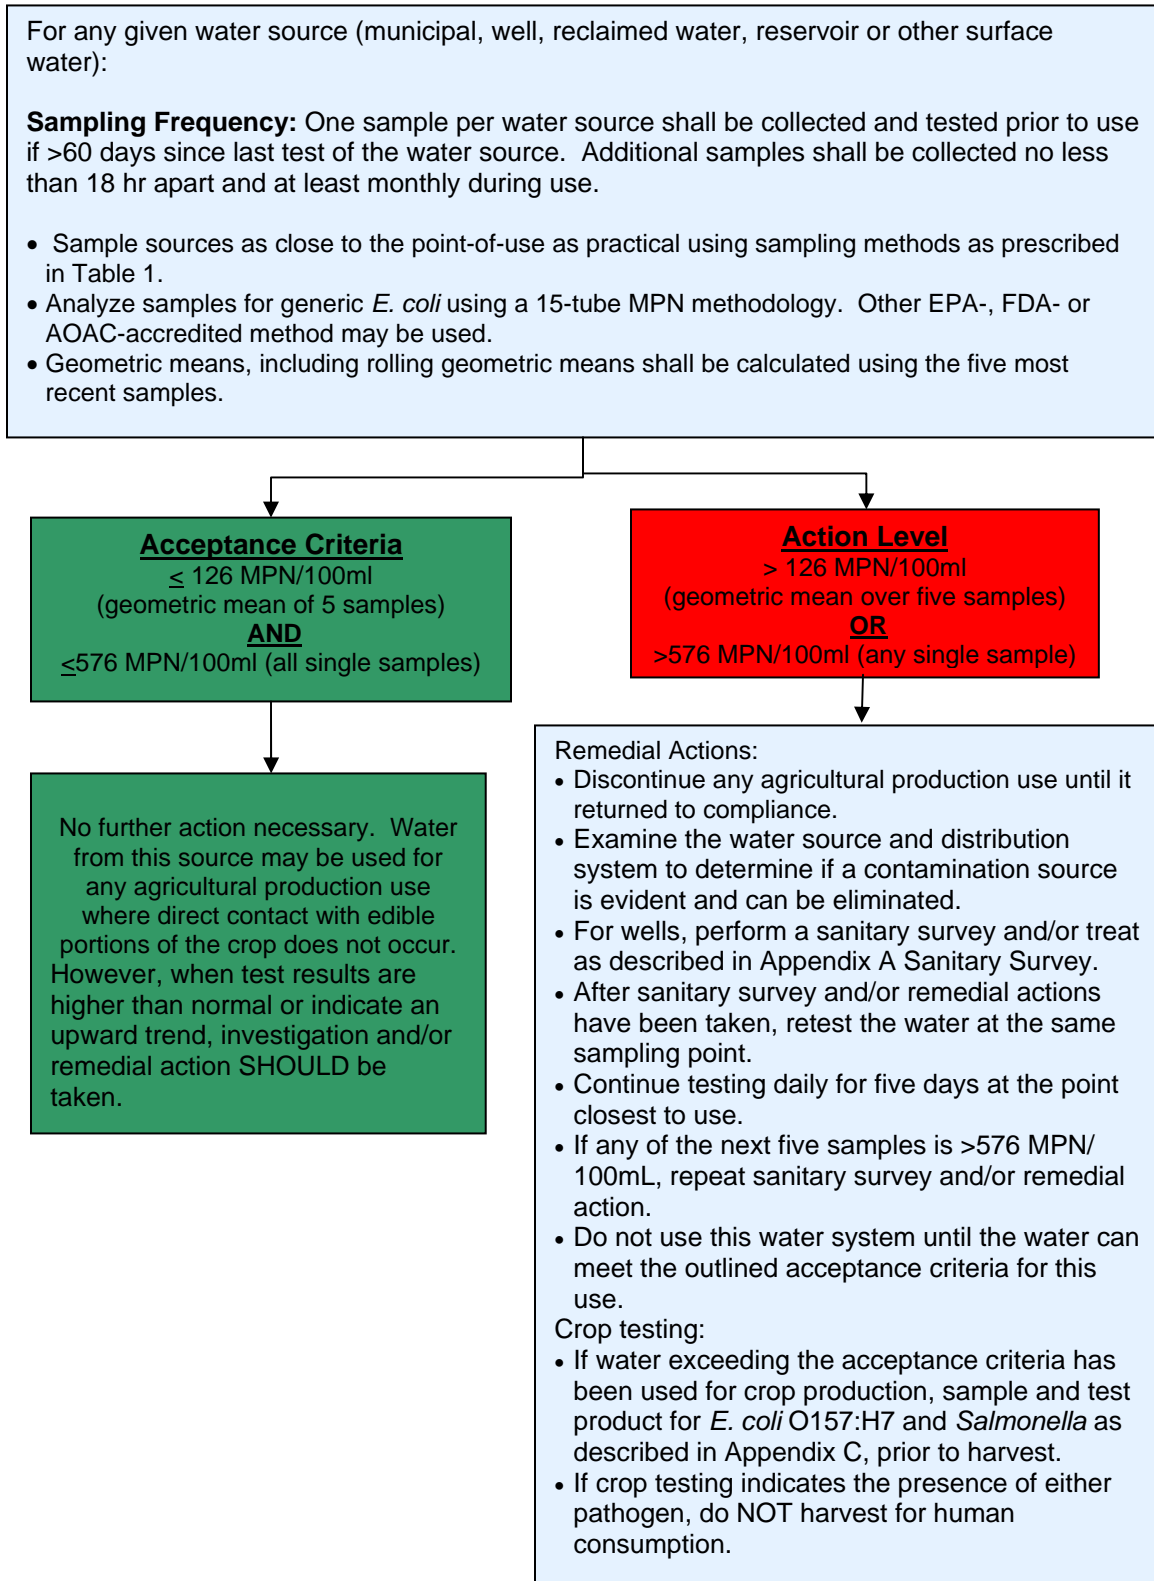 For any given water source (municipal, well, reclaimed water, reservoir or other surface
water):
Sampling Frequency: One sample per water source shall be collected and tested prior to use
if >60 days since last test of the water source.  Additional samples shall be collected no less
than 18 hr apart and at least monthly during use.
• Sample sources as close to the point-of-use as practical using sampling methods as prescribed
in Table 1.
• Analyze samples for generic E. coli using a 15-tube MPN methodology.  Other EPA-, FDA- or
AOAC-accredited method may be used.
• Geometric means, including rolling geometric means shall be calculated using the five most
recent samples.
Acceptance Criteria
≤ 126 MPN/100ml
(geometric mean of 5 samples)
AND
≤576 MPN/100ml (all single samples)
Action Level
> 126 MPN/100ml
(geometric mean over five samples)
OR
>576 MPN/100ml (any single sample)
No further action necessary.  Water
from this source may be used for
any agricultural production use
where direct contact with edible
portions of the crop does not occur.
However, when test results are
higher than normal or indicate an
upward trend, investigation and/or
remedial action SHOULD be
taken.
Remedial Actions:
• Discontinue any agricultural production use until it
returned to compliance.
• Examine the water source and distribution
system to determine if a contamination source
is evident and can be eliminated.
• For wells, perform a sanitary survey and/or treat
as described in Appendix A Sanitary Survey.
• After sanitary survey and/or remedial actions
have been taken, retest the water at the same
sampling point.
• Continue testing daily for five days at the point
closest to use.
• If any of the next five samples is >576 MPN/
100mL, repeat sanitary survey and/or remedial
action.
• Do not use this water system until the water can
meet the outlined acceptance criteria for this
use.
Crop testing:
• If water exceeding the acceptance criteria has
been used for crop production, sample and test
product for E. coli O157:H7 and Salmonella as
described in Appendix C, prior to harvest.
• If crop testing indicates the presence of either
pathogen, do NOT harvest for human
consumption.